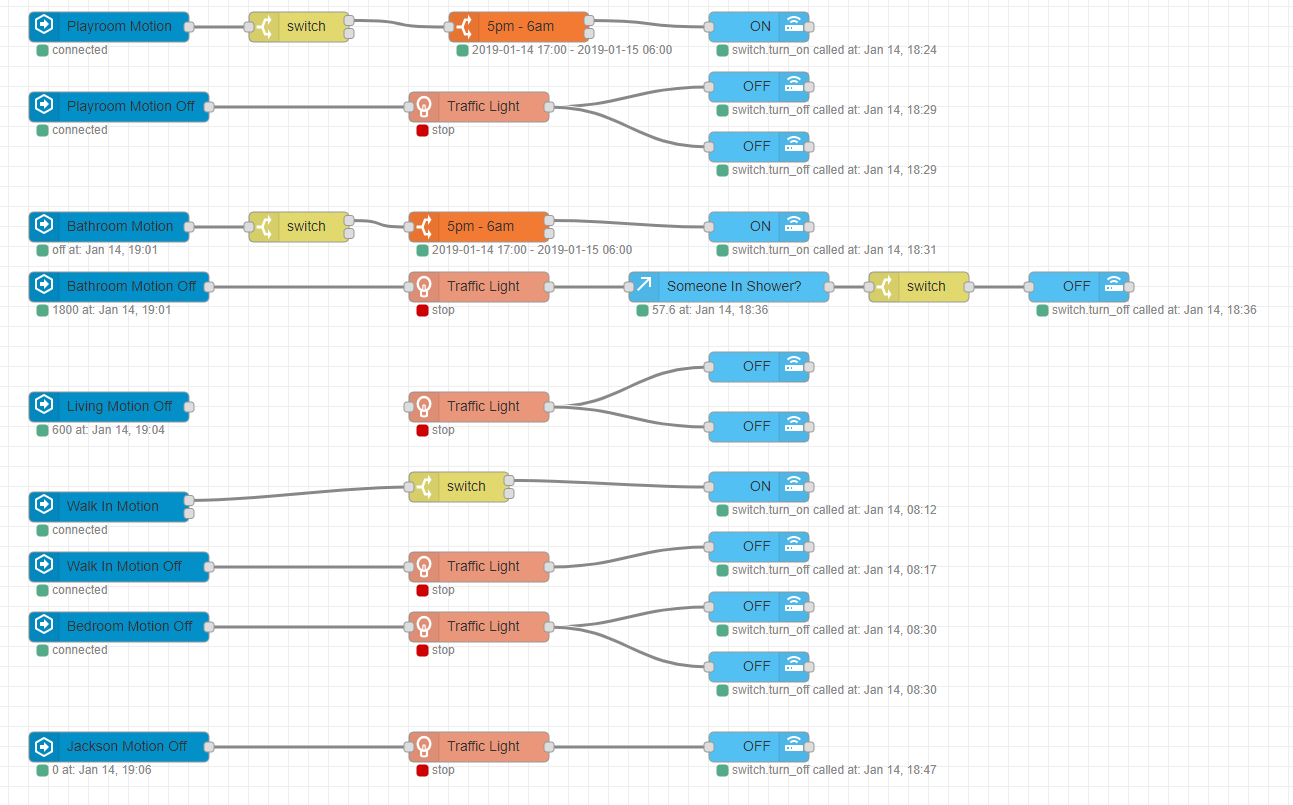 Playroom Motion
switch
5pm - 6am
ON
connected
2019-01-14 17:00 - 2019-01-15 06:00
switch.turn_on called at: Jan 14, 18:24
OFF
Playroom Motion Off
Traffic Light
switch.turn_off called at: Jan 14, 18:29
connected
stop
OFF
switch.turn_off called at: Jan 14, 18:29
Bathroom Motion
switch
5pm - 6am
ON
off at: Jan 14, 19:01
2019-01-14 17:00 - 2019-01-15 06:00
switch.turn_on called at: Jan 14, 18:31
Bathroom Motion Off
Traffic Light
Someone In Shower?
switch
OFF
1800 at: Jan 14, 19:01
stop
57.6 at: Jan 14, 18:36
switch.turn_off called at: Jan 14, 18:36
OFF
Living Motion Off
Traffic Light
600 at: Jan 14, 19:04
stop
OFF
switch
ON
Walk In Motion
switch.turn_on called at: Jan 14, 08:12
connected
OFF
Walk In Motion Off
Traffic Light
switch.turn_off called at: Jan 14, 08:17
connected
stop
OFF
Bedroom Motion Off
Traffic Light
switch.turn_off called at: Jan 14, 08:30
connected
stop
OFF
switch.turn_off called at: Jan 14, 08:30
Jackson Motion Off
Traffic Light
OFF
0 at: Jan 14, 19:06
stop
switch.turn_off called at: Jan 14, 18:47